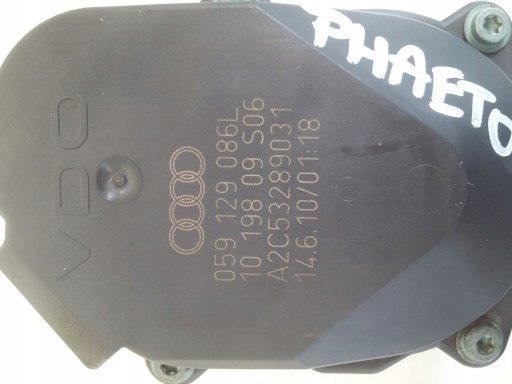 PHAETO
VDO
059 129 086L
10 198 09 S06
A2C53289031
14.6.10/01:18